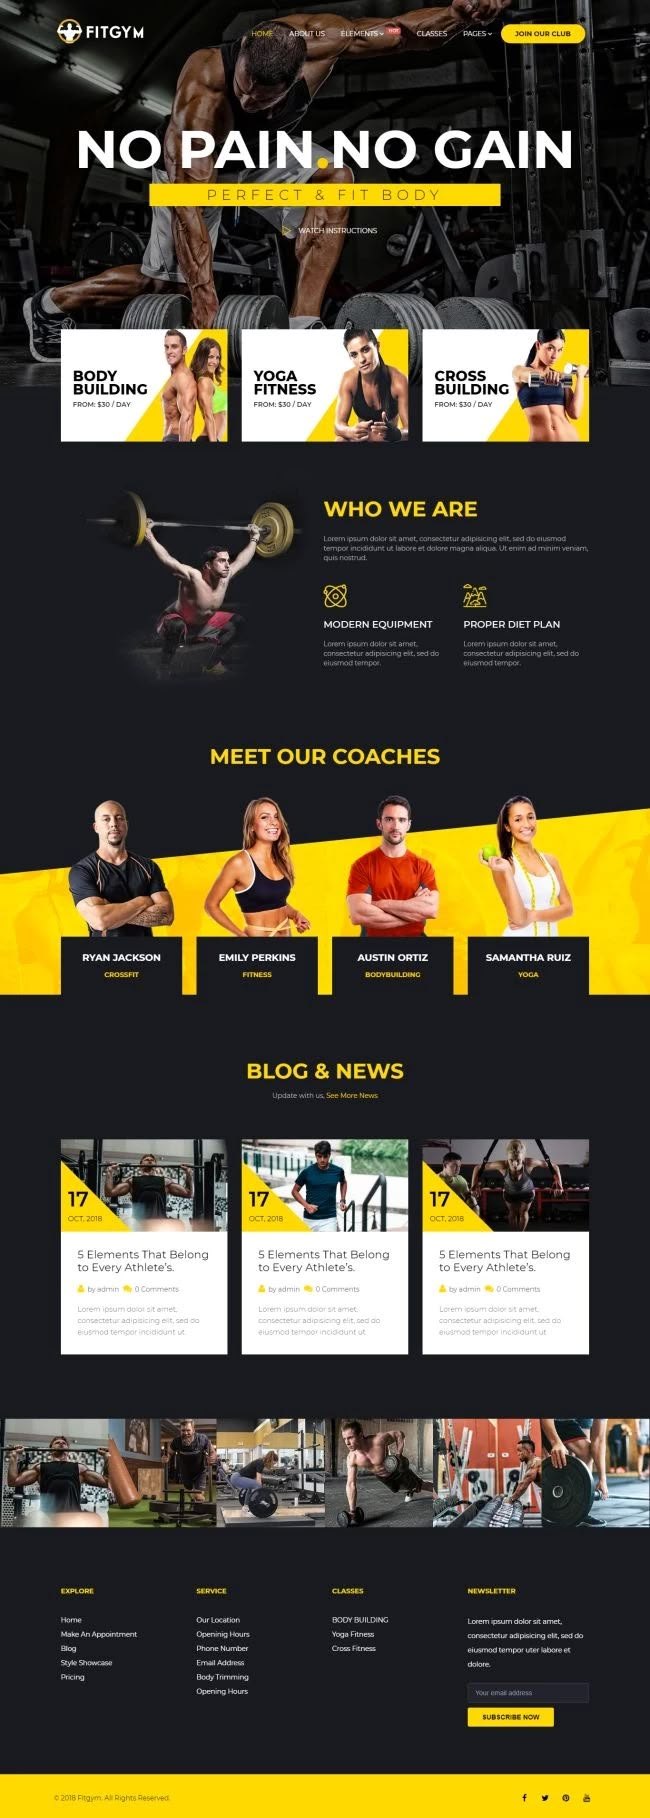 FITGYM
HOME ABOUT US ELEMENTS HOT CLASSES PAGES JOIN OUR CLUB
NO PAIN.NO GAIN
PERFECT & FIT BODY
WATCH INSTRUCTIONS
BODY
BUILDING
FROM: $30 / DAY
YOGA
FITNESS
FROM: $30 / DAY
CROSS
BUILDING
FROM: $30 / DAY
WHO WE ARE
Lorem ipsum dolor sit amet, consectetur adipisicing elit, sed do eiusmod
tempor incididunt ut labore et dolore magna aliqua. Ut enim ad minim veniam,
quis nostrud.
MODERN EQUIPMENT
Lorem ipsum dolor sit amet,
consectetur adipisicing elit, sed do
eiusmod tempor.
PROPER DIET PLAN
Lorem ipsum dolor sit amet,
consectetur adipisicing elit, sed do
eiusmod tempor.
MEET OUR COACHES
RYAN JACKSON
CROSSFIT
EMILY PERKINS
FITNESS
AUSTIN ORTIZ
BODYBUILDING
SAMANTHA RUIZ
YOGA
BLOG & NEWS
Update with us, See More News
17
OCT, 2018
5 Elements That Belong
to Every Athlete's.
by admin 0 Comments
Lorem ipsum dolor sit amet,
consectetur adipisicing elit, sed do
eiusmod tempor incididunt ut
17
OCT, 2018
5 Elements That Belong
to Every Athlete's.
by admin 0 Comments
Lorem ipsum dolor sit amet,
consectetur adipisicing elit, sed do
eiusmod tempor incididunt ut
17
OCT, 2018
5 Elements That Belong
to Every Athlete's.
by admin 0 Comments
Lorem ipsum dolor sit amet,
consectetur adipisicing elit, sed do
eiusmod tempor incididunt ut
EXPLORE
Home
Make An Appointment
Blog
Style Showcase
Pricing
SERVICE
Our Location
Openinig Hours
Phone Number
Email Address
Body Trimming
Opening Hours
CLASSES
BODY BUILDING
Yoga Fitness
Cross Fitness
NEWSLETTER
Lorem ipsum dolor sit amet,
consectetur adipisicing elit, sed do
eiusmod tempor uter labore et
dolore.
Your email address
SUBSCRIBE NOW
© 2018 Fitgym. All Rights Reserved.